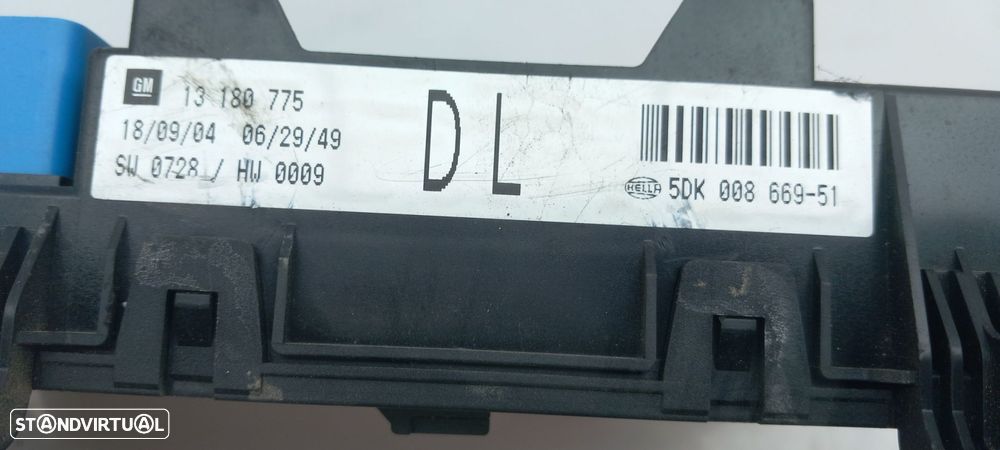 GM
13 180 775
18/09/04 06/29/49
SW 0728 / HW 0009
DL
HELLA 5DK 008 669-51
STANDVIRTUAL